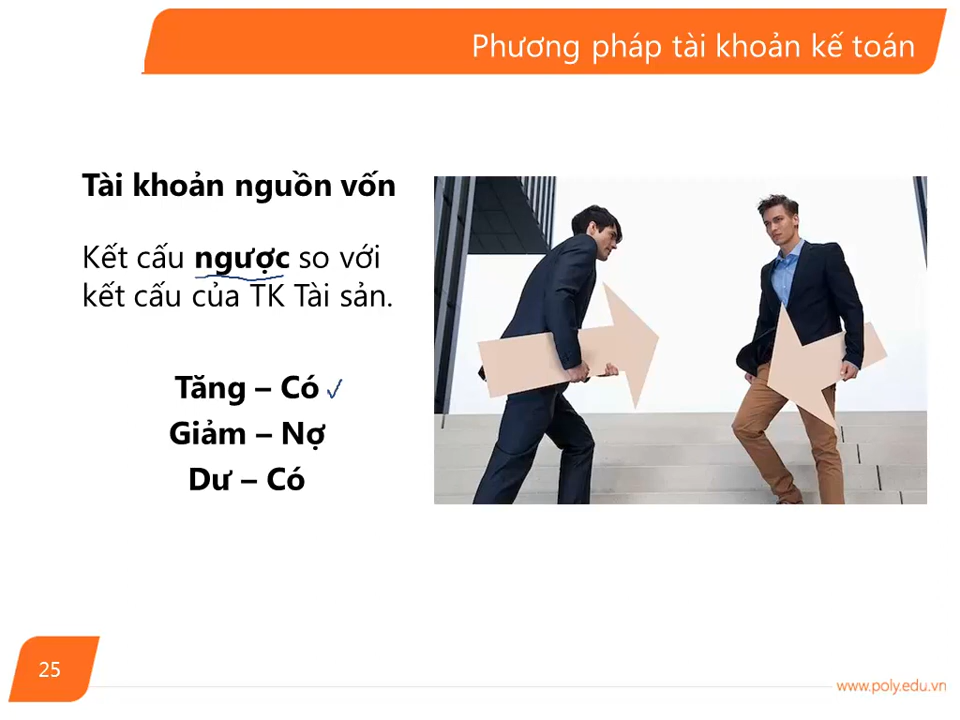 Phương pháp tài khoản kế toán
Tài khoản nguồn vốn
Kết cấu ngược so với
kết cấu của TK Tài sản.
Tăng – Có
Giảm – Nợ
Dư – Có
25
www.poly.edu.vn